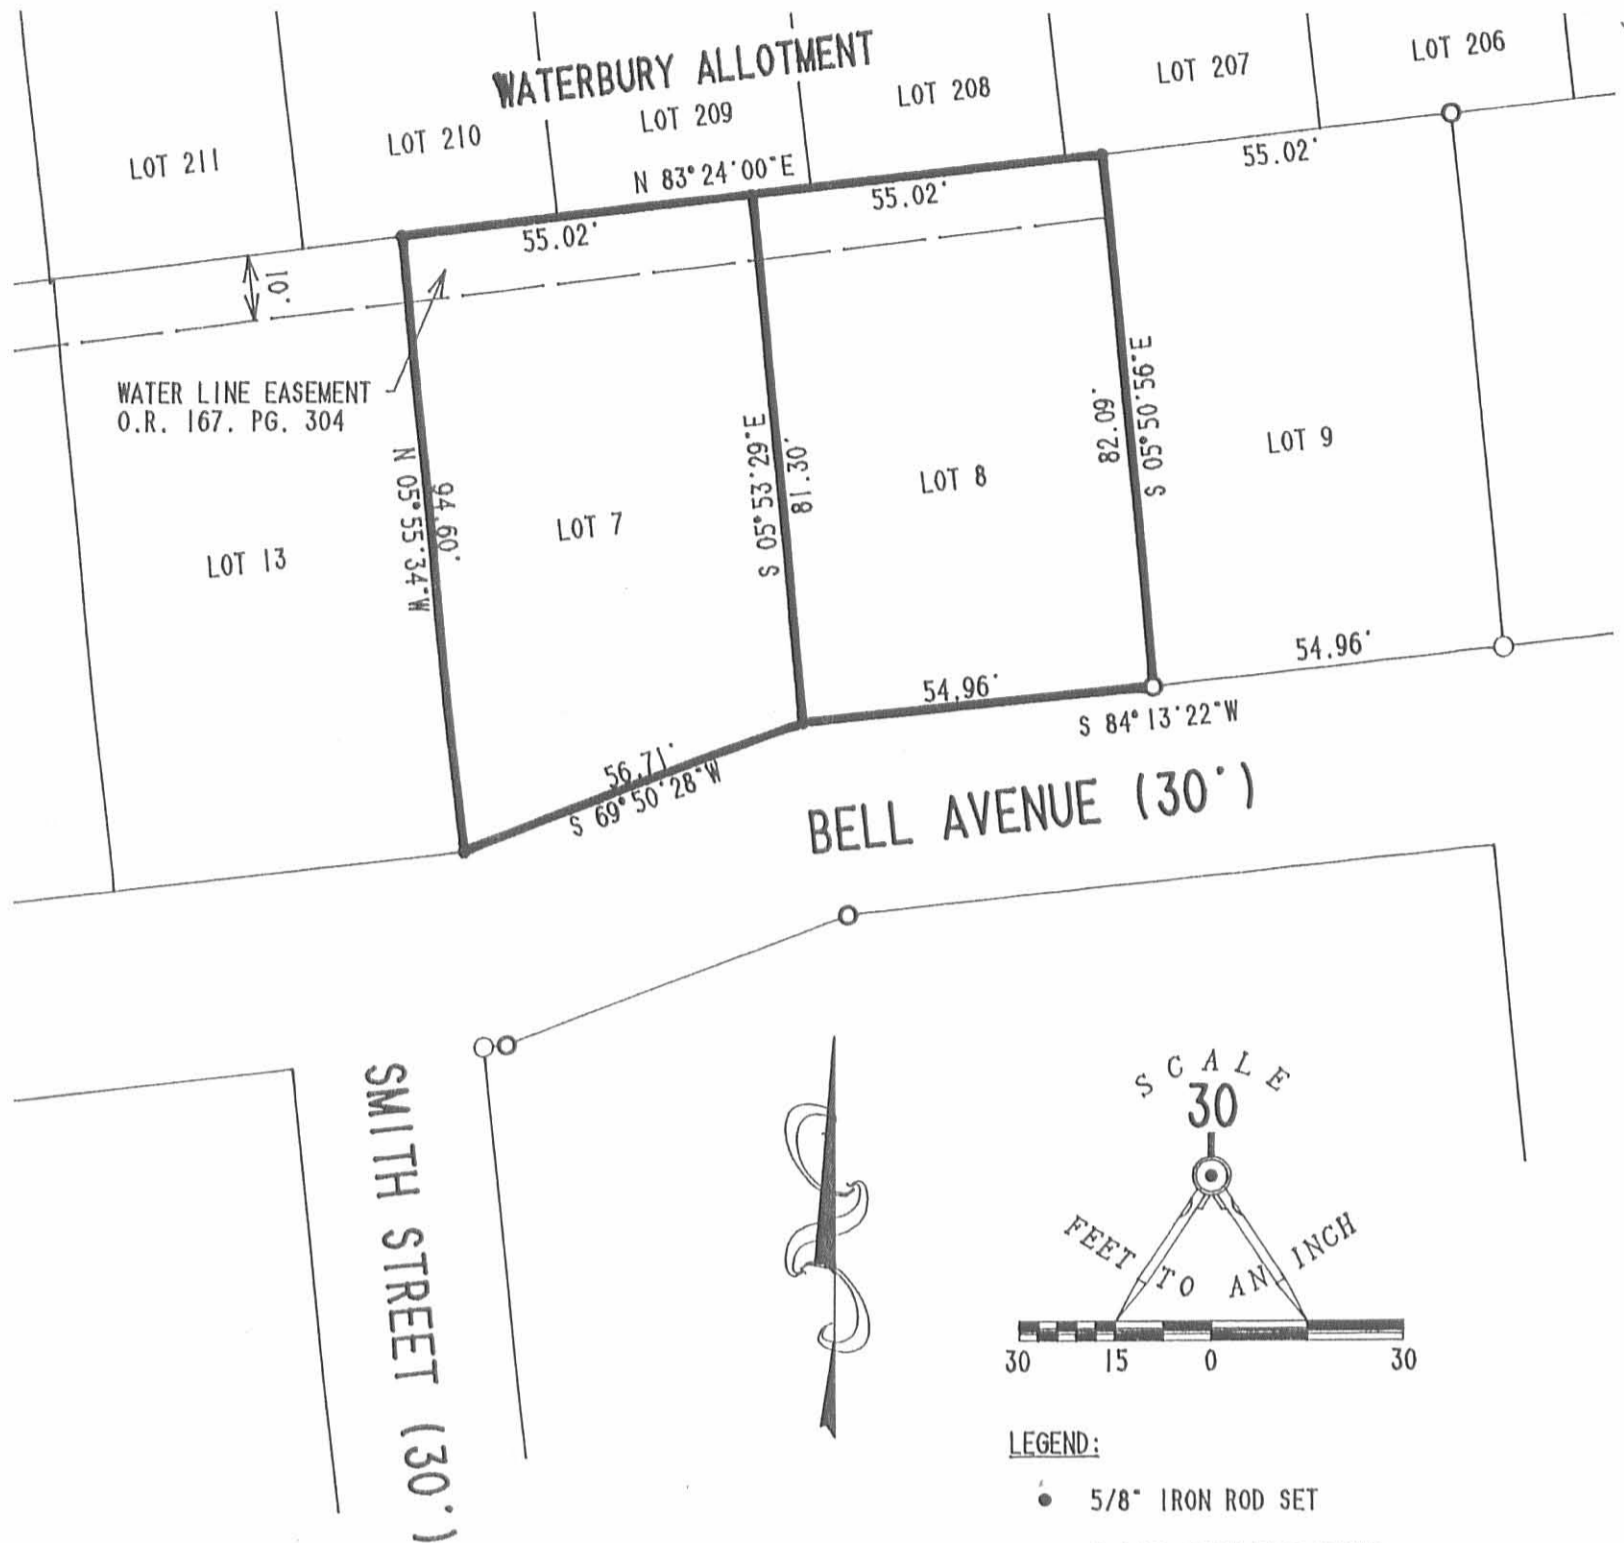 WATERBURY ALLOTMENT
LOT 211
LOT 210
LOT 209
LOT 208
LOT 207
LOT 206
N 83°24'00"E
55.02'
55.02'
55.02'
10'
WATER LINE EASEMENT
O.R. 167. PG. 304
N 05°55'34"W
94.60'
S 05°53'29"E
81.30'
82.09'
S 05°50'56"E
LOT 13
LOT 7
LOT 8
LOT 9
54.96'
54.96'
S 84°13'22"W
56.71'
S 69°50'28"W
BELL AVENUE (30')
SMITH STREET (30')
SCALE
30
FEET TO AN INCH
30 15 0 30
LEGEND:
5/8" IRON ROD SET